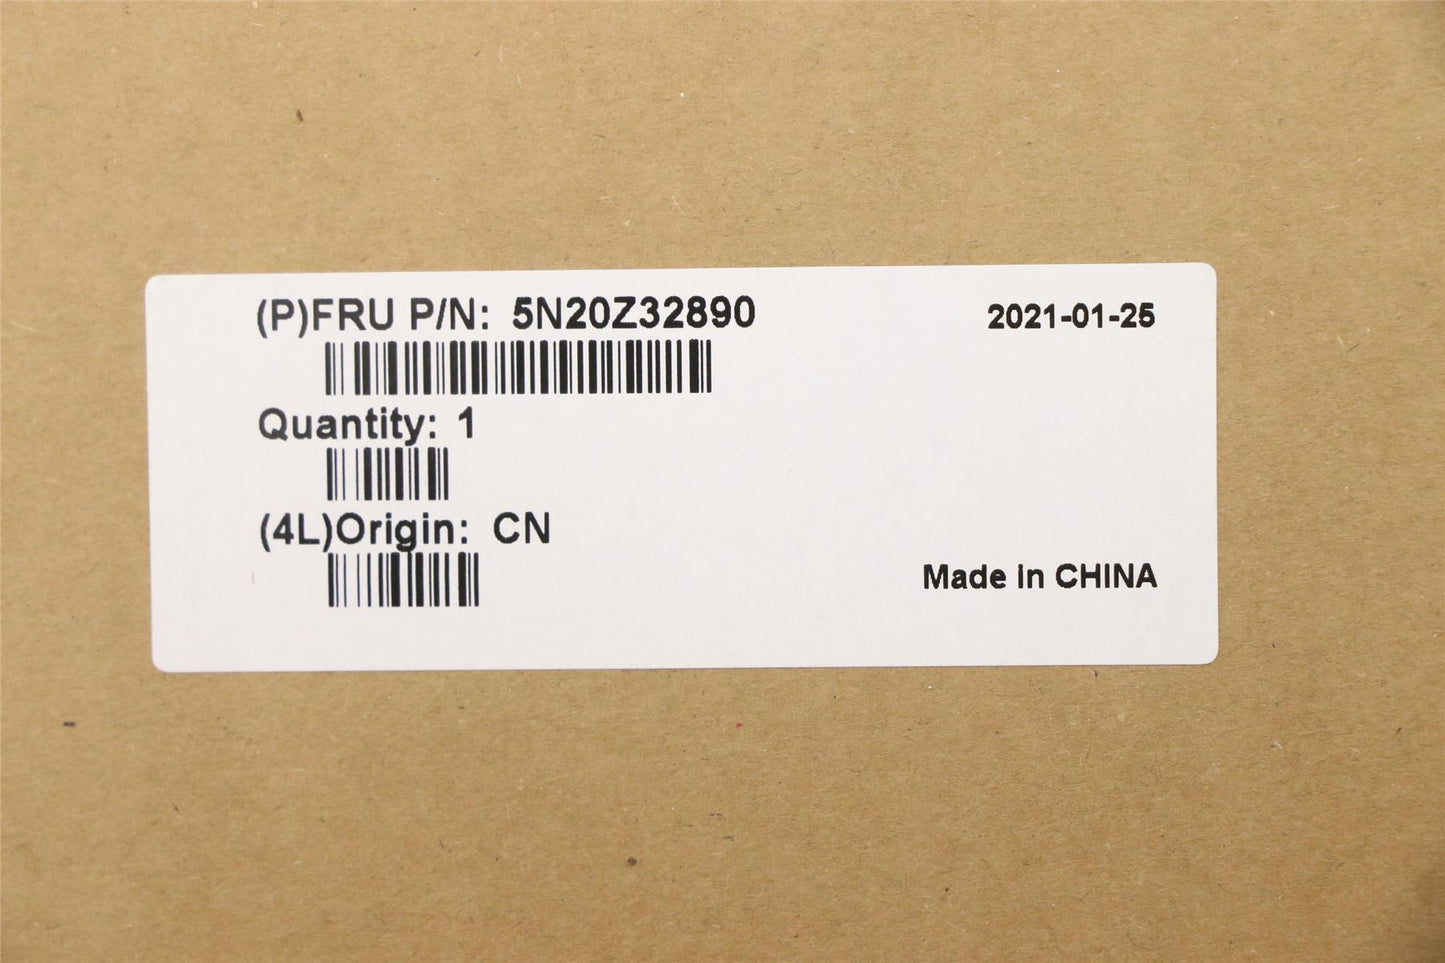 (P)FRU P/N: 5N20Z32890
2021-01-25
Quantity: 1
(4L)Origin: CN
Made in CHINA